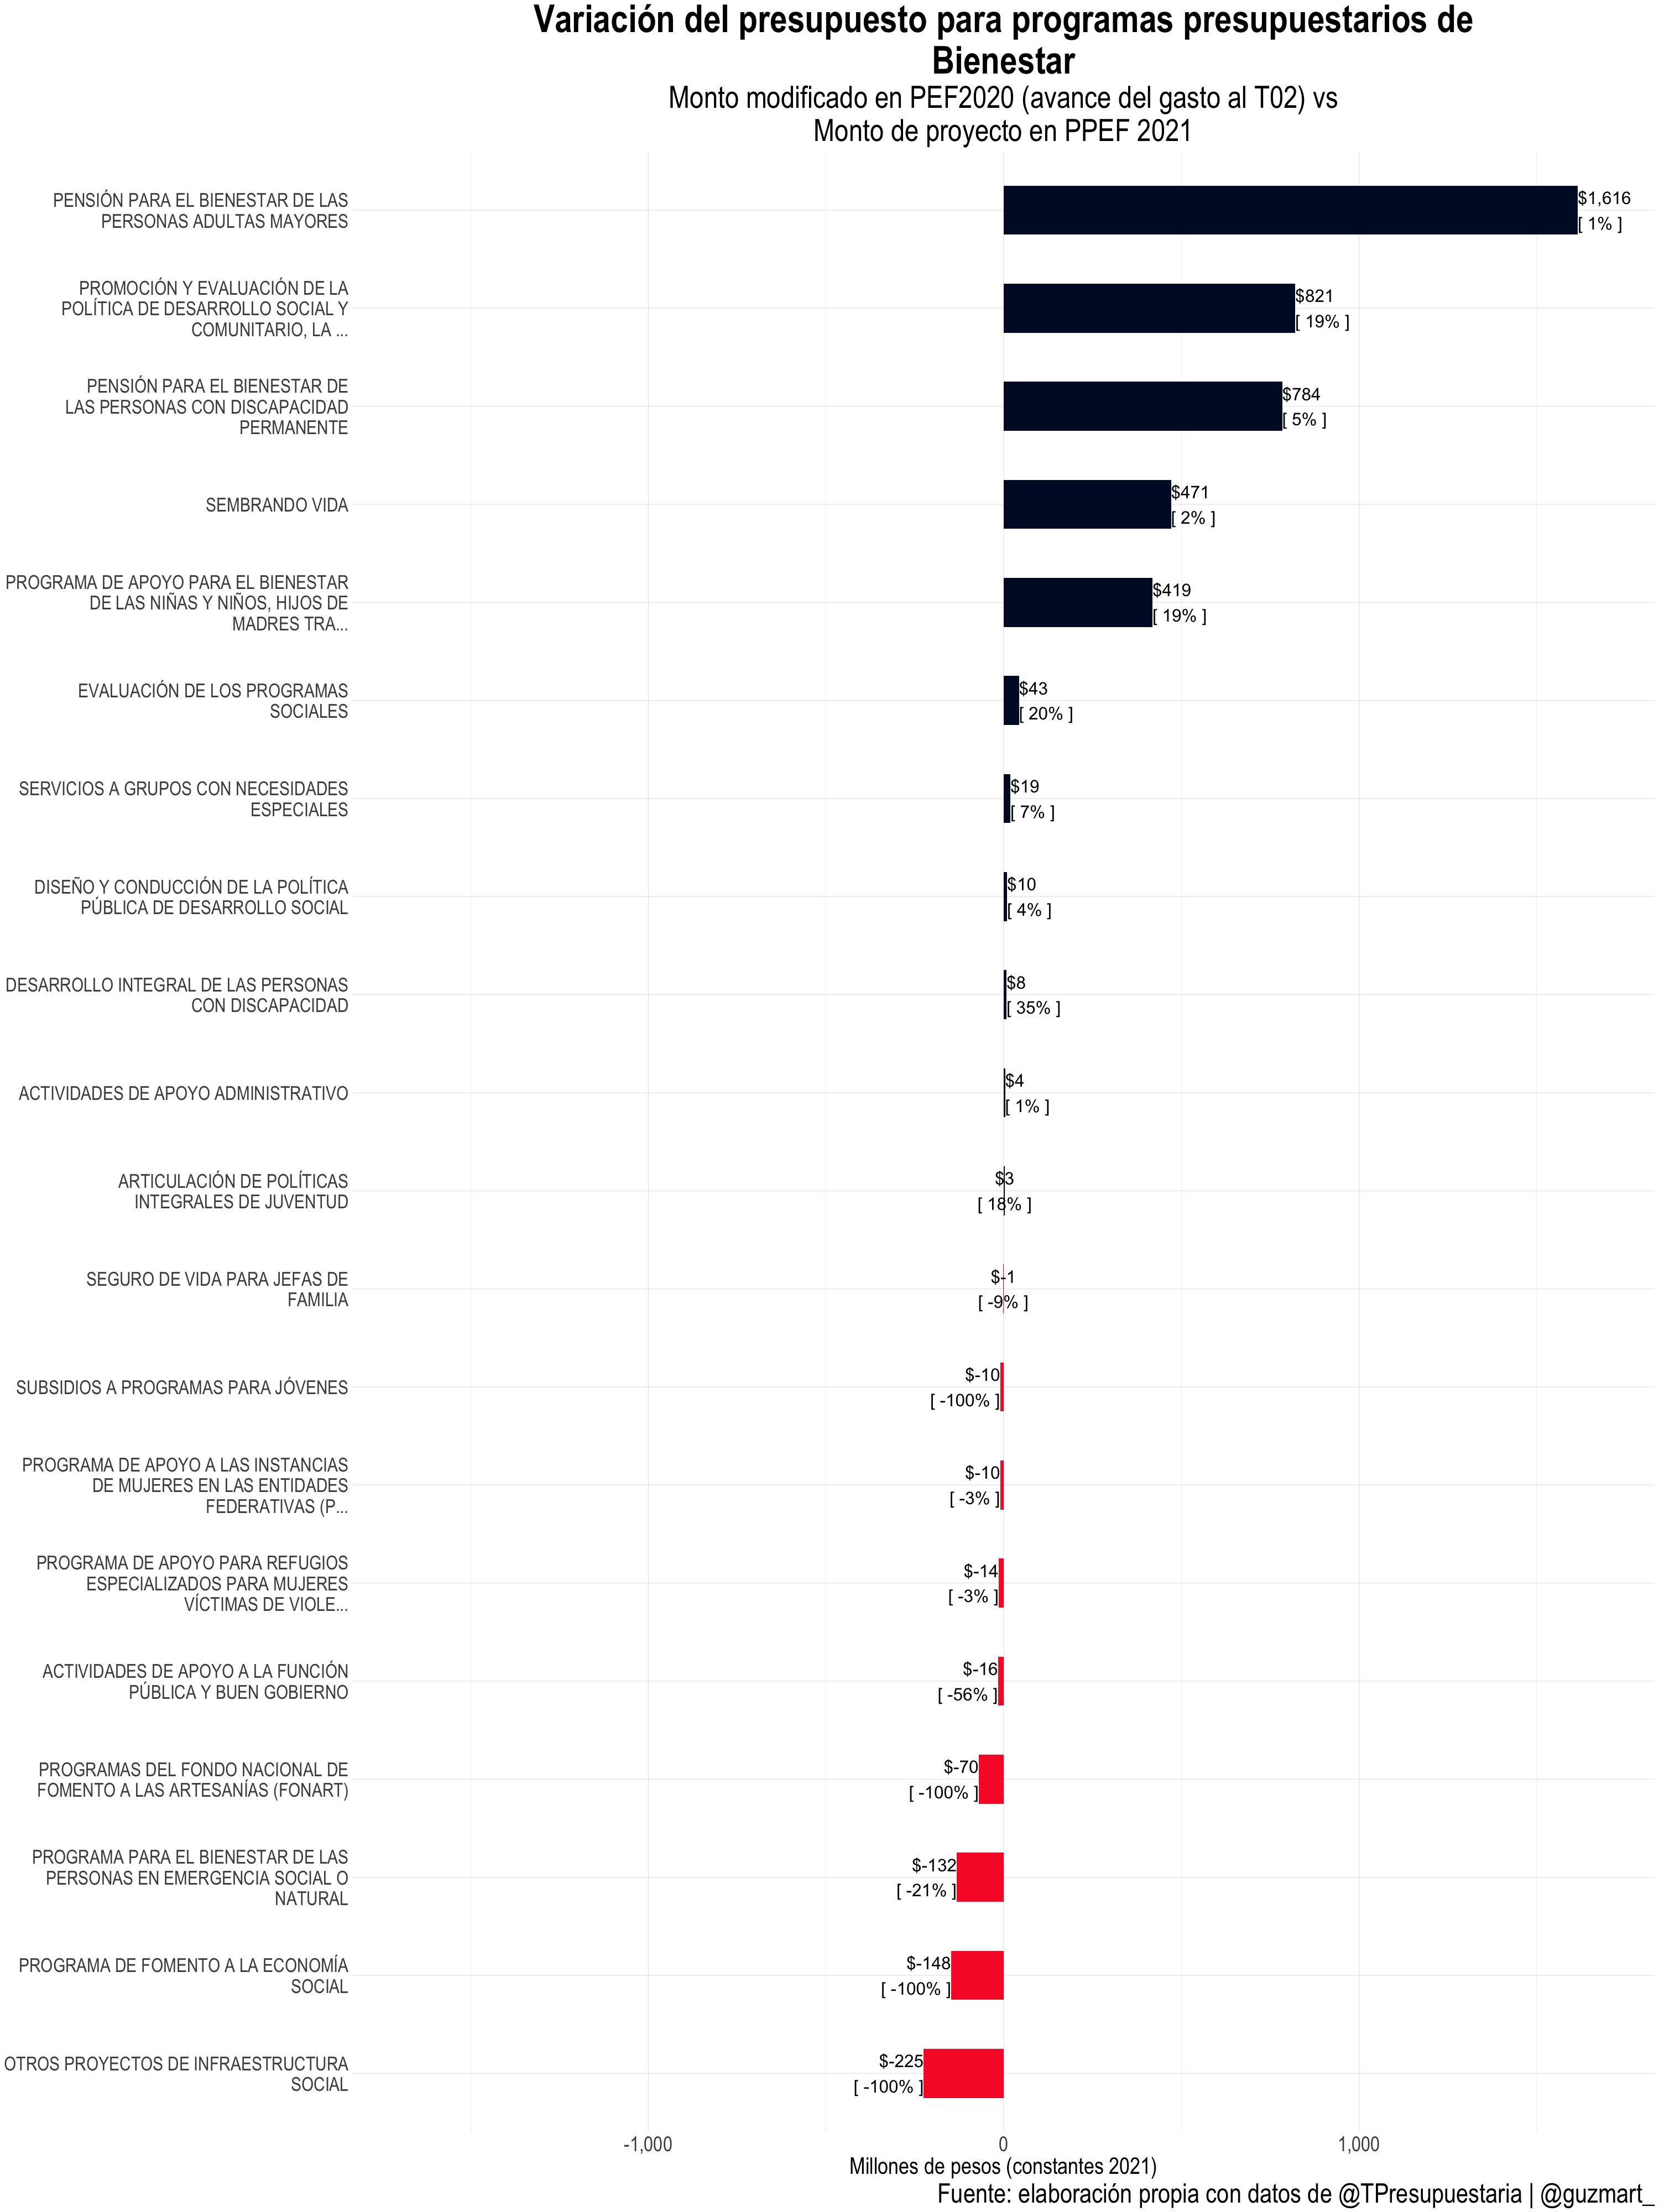 Variación del presupuesto para programas presupuestarios de
Bienestar
Monto modificado en PEF2020 (avance del gasto al T02) vs
Monto de proyecto en PPEF 2021
PENSIÓN PARA EL BIENESTAR DE LAS
PERSONAS ADULTAS MAYORES
$1,616
[ 1% ]
PROMOCIÓN Y EVALUACIÓN DE LA
POLÍTICA DE DESARROLLO SOCIAL Y
COMUNITARIO, LA ...
$821
[ 19% ]
PENSIÓN PARA EL BIENESTAR DE
LAS PERSONAS CON DISCAPACIDAD
PERMANENTE
$784
[ 5% ]
SEMBRANDO VIDA
$471
[ 2% ]
PROGRAMA DE APOYO PARA EL BIENESTAR
DE LAS NIÑAS Y NIÑOS, HIJOS DE
MADRES TRA...
$419
[ 19% ]
EVALUACIÓN DE LOS PROGRAMAS
SOCIALES
$43
[ 20% ]
SERVICIOS A GRUPOS CON NECESIDADES
ESPECIALES
$19
[ 7% ]
DISEÑO Y CONDUCCIÓN DE LA POLÍTICA
PÚBLICA DE DESARROLLO SOCIAL
$10
[ 4% ]
DESARROLLO INTEGRAL DE LAS PERSONAS
CON DISCAPACIDAD
$8
[ 35% ]
ACTIVIDADES DE APOYO ADMINISTRATIVO
$4
[ 1% ]
ARTICULACIÓN DE POLÍTICAS
INTEGRALES DE JUVENTUD
$3
[ 18% ]
SEGURO DE VIDA PARA JEFAS DE
FAMILIA
$-1
[ -9% ]
SUBSIDIOS A PROGRAMAS PARA JÓVENES
$-10
[ -100% ]
PROGRAMA DE APOYO A LAS INSTANCIAS
DE MUJERES EN LAS ENTIDADES
FEDERATIVAS (P...
$-10
[ -3% ]
PROGRAMA DE APOYO PARA REFUGIOS
ESPECIALIZADOS PARA MUJERES
VÍCTIMAS DE VIOLE...
$-14
[ -3% ]
ACTIVIDADES DE APOYO A LA FUNCIÓN
PÚBLICA Y BUEN GOBIERNO
$-16
[ -56% ]
PROGRAMAS DEL FONDO NACIONAL DE
FOMENTO A LAS ARTESANÍAS (FONART)
$-70
[ -100% ]
PROGRAMA PARA EL BIENESTAR DE LAS
PERSONAS EN EMERGENCIA SOCIAL O
NATURAL
$-132
[ -21% ]
PROGRAMA DE FOMENTO A LA ECONOMÍA
SOCIAL
$-148
[ -100% ]
OTROS PROYECTOS DE INFRAESTRUCTURA
SOCIAL
$-225
[ -100% ]
-1,000 0 1,000
Millones de pesos (constantes 2021)
Fuente: elaboración propia con datos de @TPresupuestaria | @guzmart_